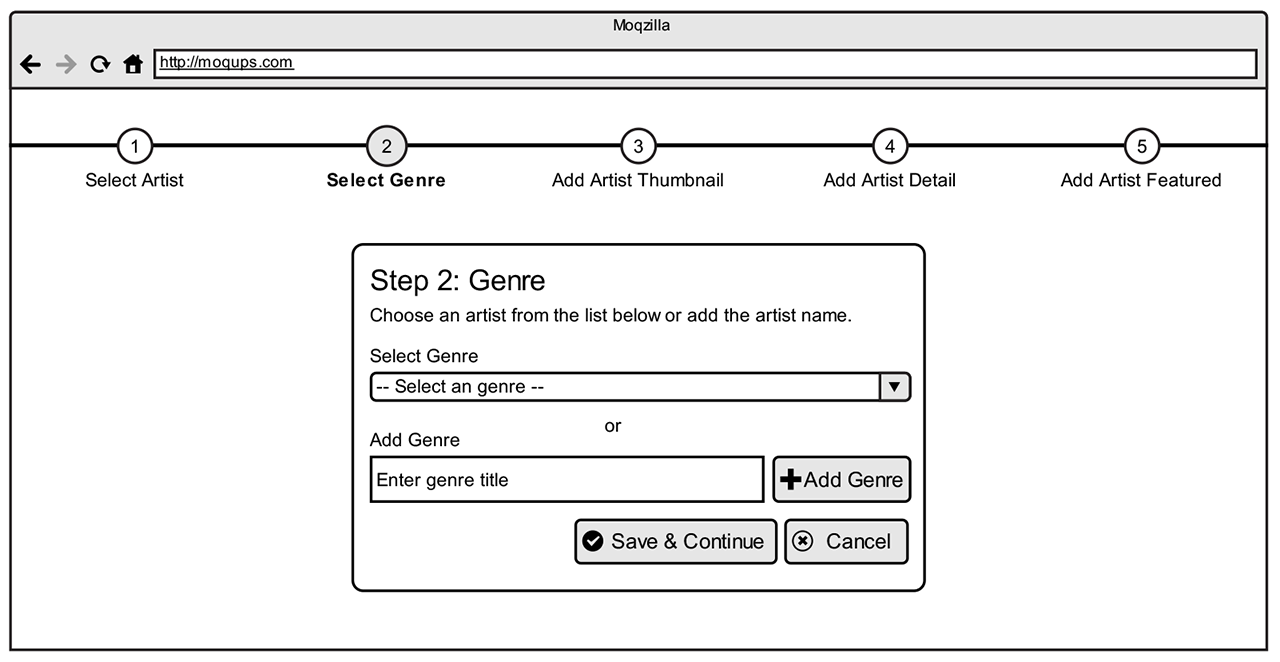 Moqzilla
http://moqups.com
1 2 3 4 5
Select Artist Select Genre Add Artist Thumbnail Add Artist Detail Add Artist Featured
Step 2: Genre
Choose an artist from the list below or add the artist name.
Select Genre
-- Select an genre --
or
Add Genre
Enter genre title Add Genre
Save & Continue Cancel